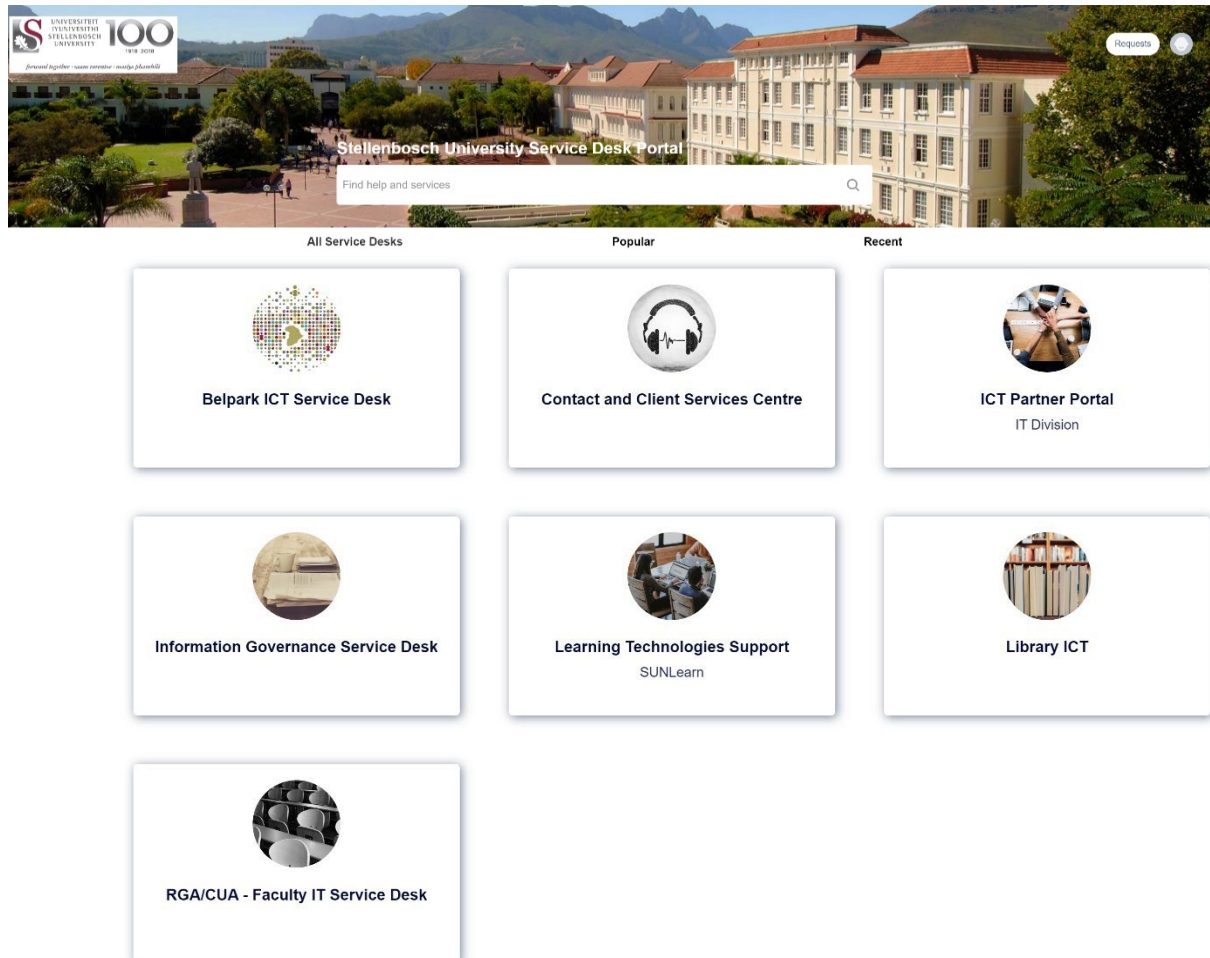 UNIVERSITEIT
IYUNIVESITHI
STELLENBOSCH
UNIVERSITY
100
1918·2018
forward together · saam vorentoe · masiye phambili
Requests
Stellenbosch University Service Desk Portal
Find help and services
All Service Desks
Popular
Recent
Belpark ICT Service Desk
Contact and Client Services Centre
ICT Partner Portal
IT Division
Information Governance Service Desk
Learning Technologies Support
SUNLearn
Library ICT
RGA/CUA - Faculty IT Service Desk